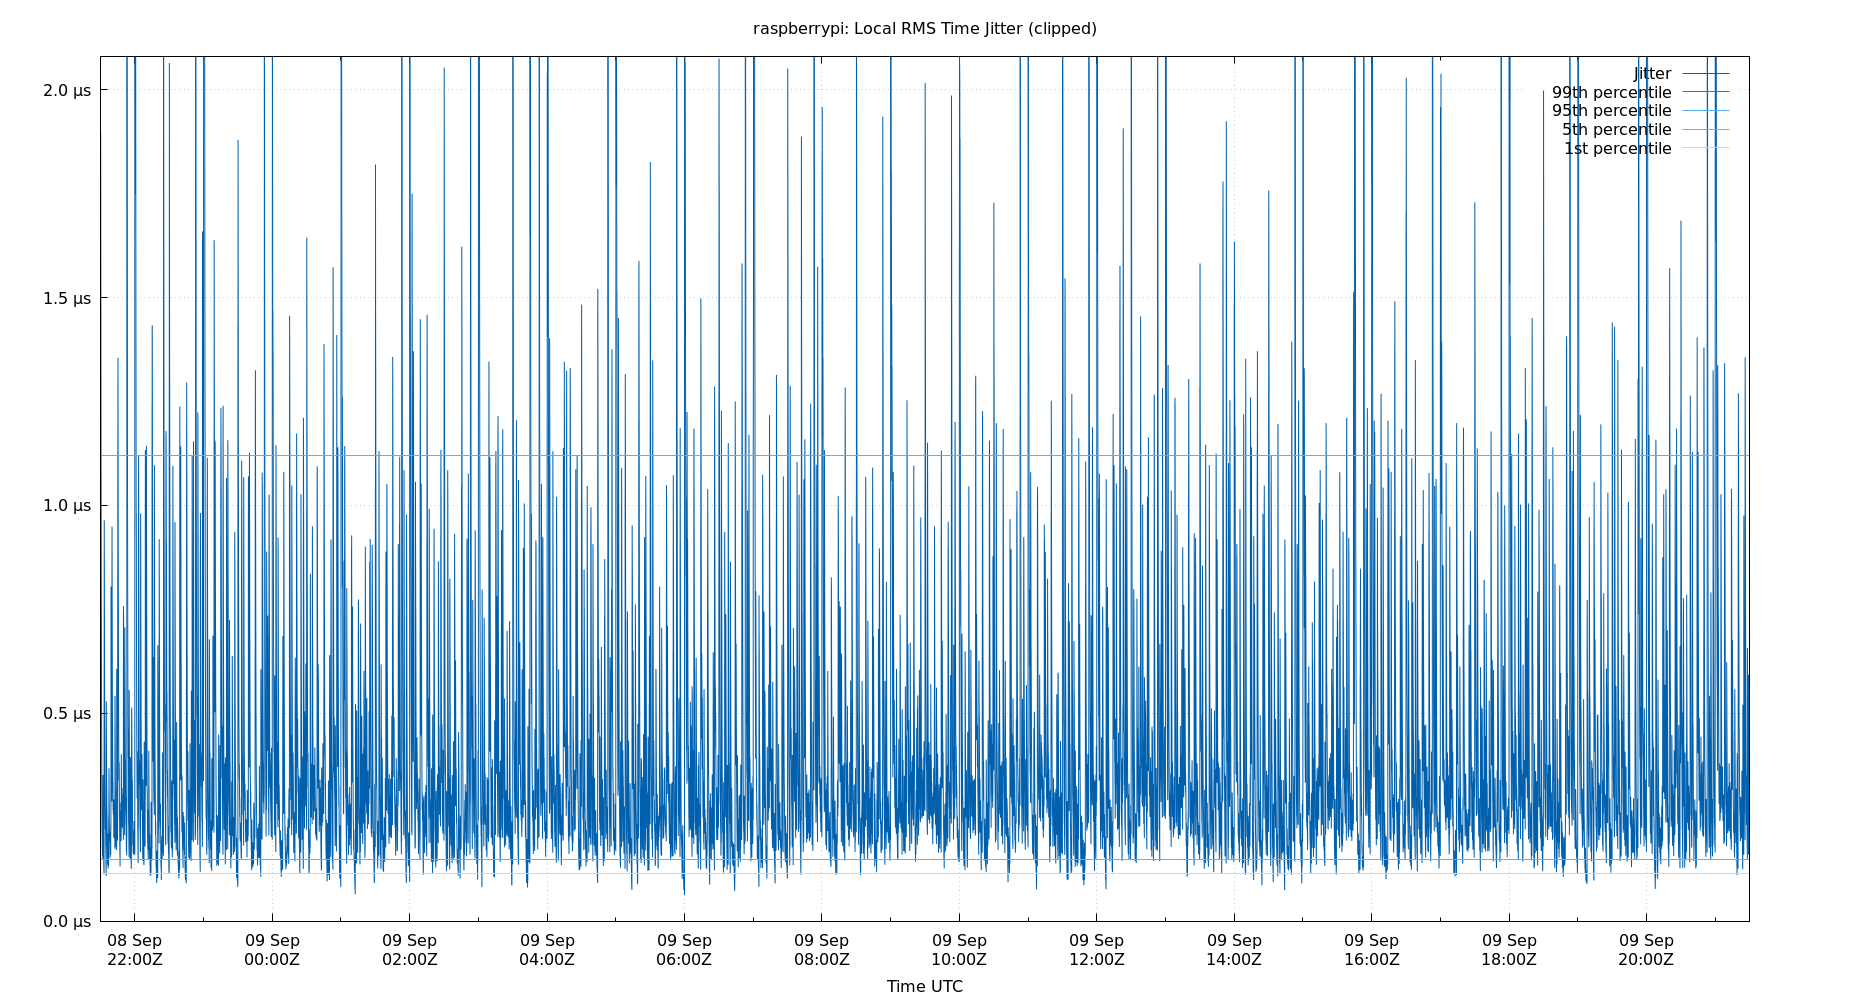 raspberrypi: Local RMS Time Jitter (clipped)
2.0 µs
1.5 µs
1.0 µs
0.5 µs
0.0 µs
Jitter
99th percentile
95th percentile
5th percentile
1st percentile
08 Sep 09 Sep 09 Sep 09 Sep 09 Sep 09 Sep 09 Sep 09 Sep 09 Sep 09 Sep 09 Sep 09 Sep
22:00Z 00:00Z 02:00Z 04:00Z 06:00Z 08:00Z 10:00Z 12:00Z 14:00Z 16:00Z 18:00Z 20:00Z
Time UTC